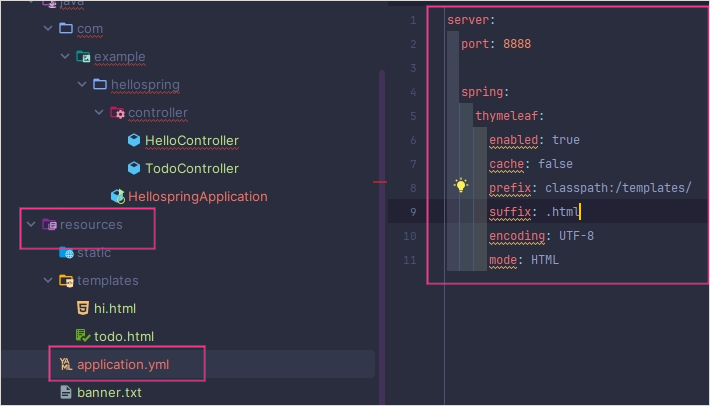 java
com
example
hellospring
controller
HelloController
TodoController
HellospringApplication
resources
static
templates
hi.html
todo.html
application.yml
banner.txt
1 server:
2 port: 8888
3
4 spring:
5 thymeleaf:
6 enabled: true
7 cache: false
8 prefix: classpath:/templates/
9 suffix: .html
10 encoding: UTF-8
11 mode: HTML